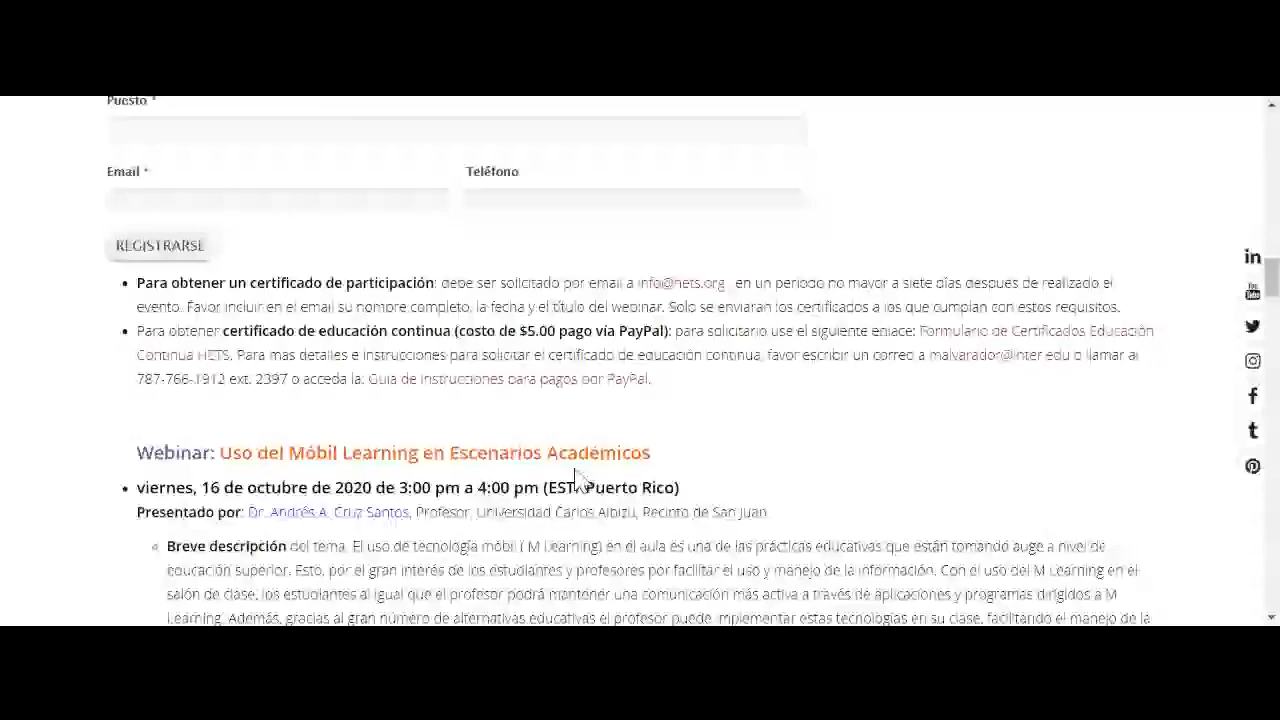 Puesto *
Email * Teléfono
REGISTRARSE
Para obtener un certificado de participación: debe ser solicitado por email a info@hets.org en un periodo no mayor a siete días después de realizado el
evento. Favor incluir en el email su nombre completo, la fecha y el título del webinar. Solo se enviarán los certificados a los que cumplan con estos requisitos.
Para obtener certificado de educación continua (costo de $5.00 pago vía PayPal): para solicitarlo use el siguiente enlace: Formulario de Certificados Educación
Continua HETS. Para más detalles e instrucciones para solicitar el certificado de educación continua, favor escribir un correo a malvarador@inter.edu o llamar al
787-766-1912 ext. 2397 o acceda la: Guía de instrucciones para pagos por PayPal.
Webinar: Uso del Móbil Learning en Escenarios Académicos
viernes, 16 de octubre de 2020 de 3:00 pm a 4:00 pm (EST/Puerto Rico)
Presentado por: Dr. Andrés A. Cruz Santos, Profesor, Universidad Carlos Albizu, Recinto de San Juan
Breve descripción del tema. El uso de tecnología móbil ( M Learning) en el aula es una de las prácticas educativas que están tomando auge a nivel de
educación superior. Esto, por el gran interés de los estudiantes y profesores por facilitar el uso y manejo de la información. Con el uso del M Learning en el
salón de clase, los estudiantes al igual que el profesor podrá mantener una comunicación más activa a través de aplicaciones y programas dirigidos a M
Learning. Además, gracias al gran número de alternativas educativas el profesor puede implementar estas tecnologías en su clase, facilitando el manejo de la